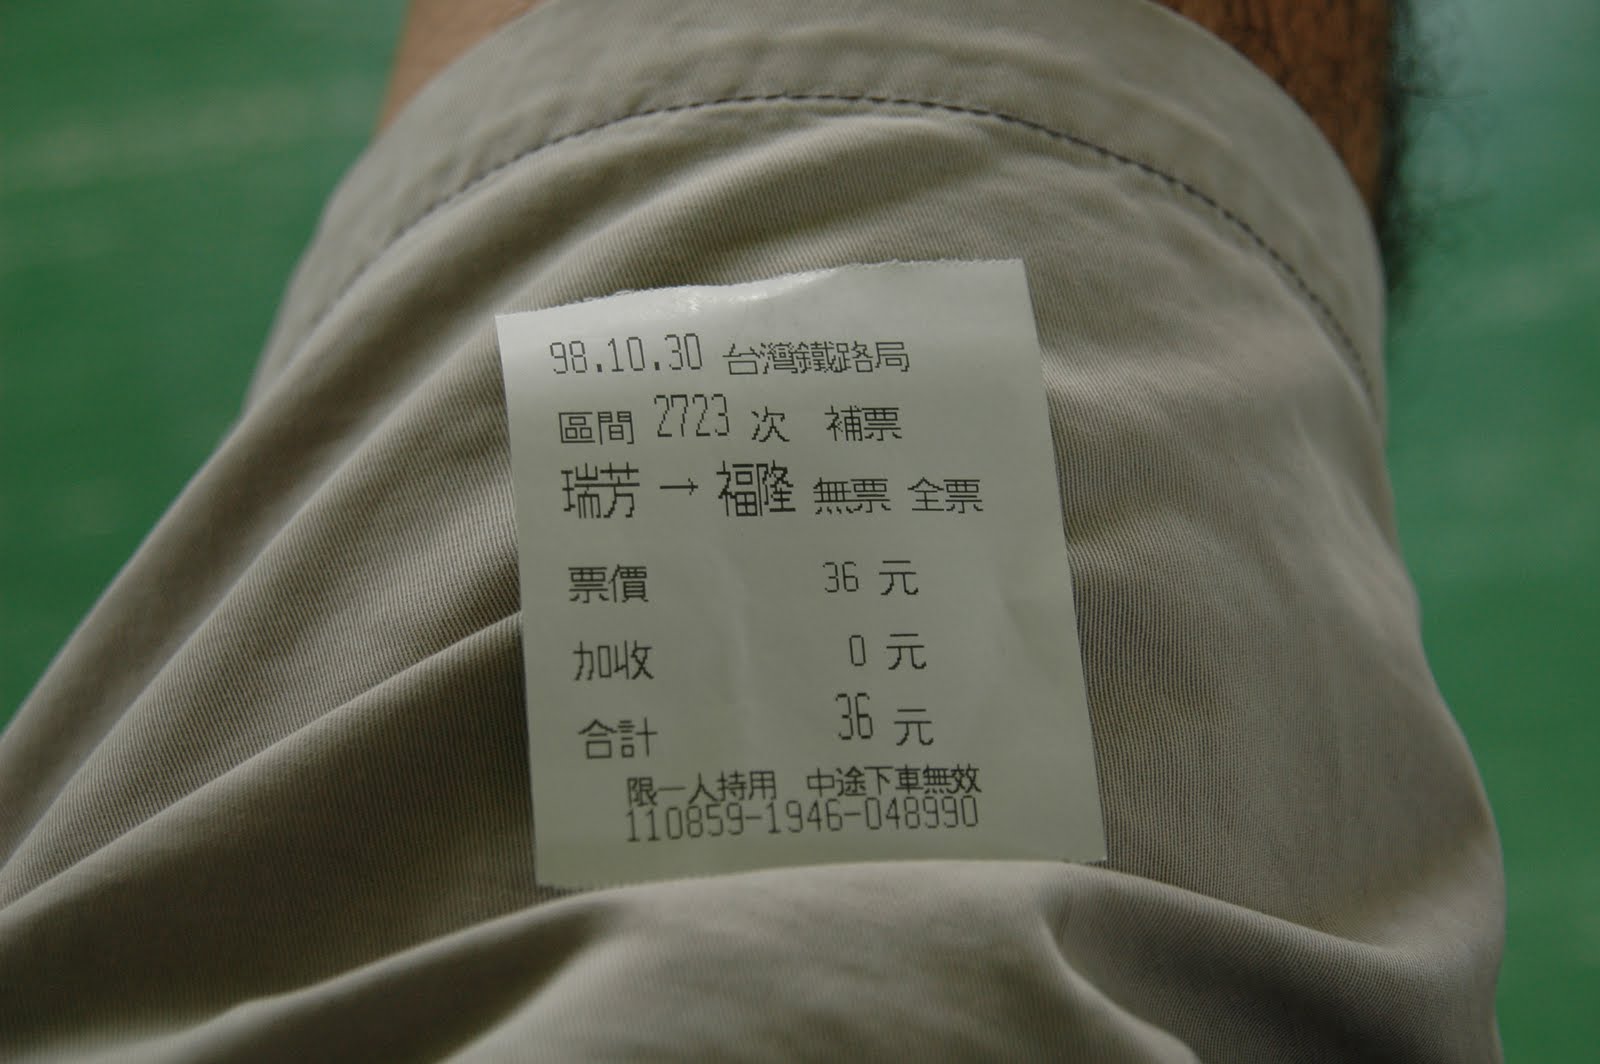 98.10.30 台灣鐵路局
區間 2723 次 補票
瑞芳 → 福隆 無票 全票
票價 36 元
加收 0 元
合計 36 元
限一人持用 中途下車無效
110859-1946-048990